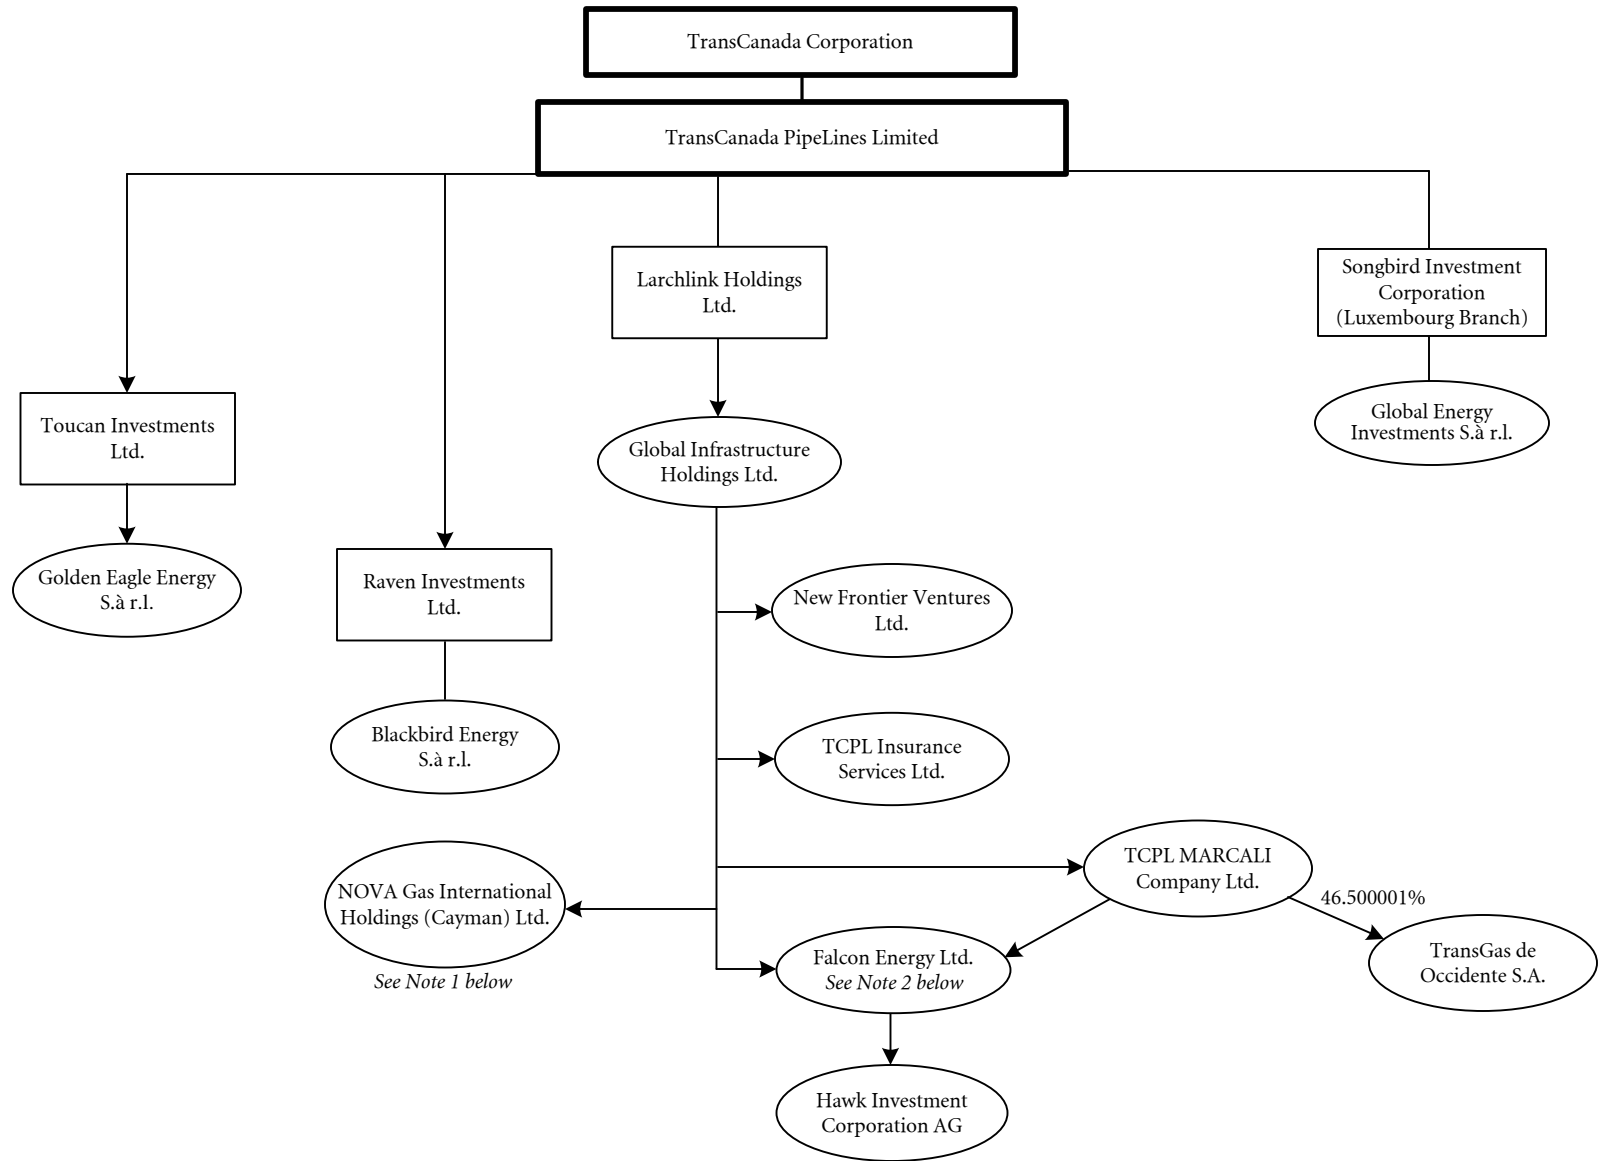 TransCanada Corporation
TransCanada PipeLines Limited
Larchlink Holdings
Ltd.
Songbird Investment
Corporation
(Luxembourg Branch)
Toucan Investments
Ltd.
Global Infrastructure
Holdings Ltd.
Global Energy
Investments S.à r.l.
Golden Eagle Energy
S.à r.l.
Raven Investments
Ltd.
New Frontier Ventures
Ltd.
Blackbird Energy
S.à r.l.
TCPL Insurance
Services Ltd.
NOVA Gas International
Holdings (Cayman) Ltd.
See Note 1 below
TCPL MARCALI
Company Ltd.
46.500001%
Falcon Energy Ltd.
See Note 2 below
TransGas de
Occidente S.A.
Hawk Investment
Corporation AG